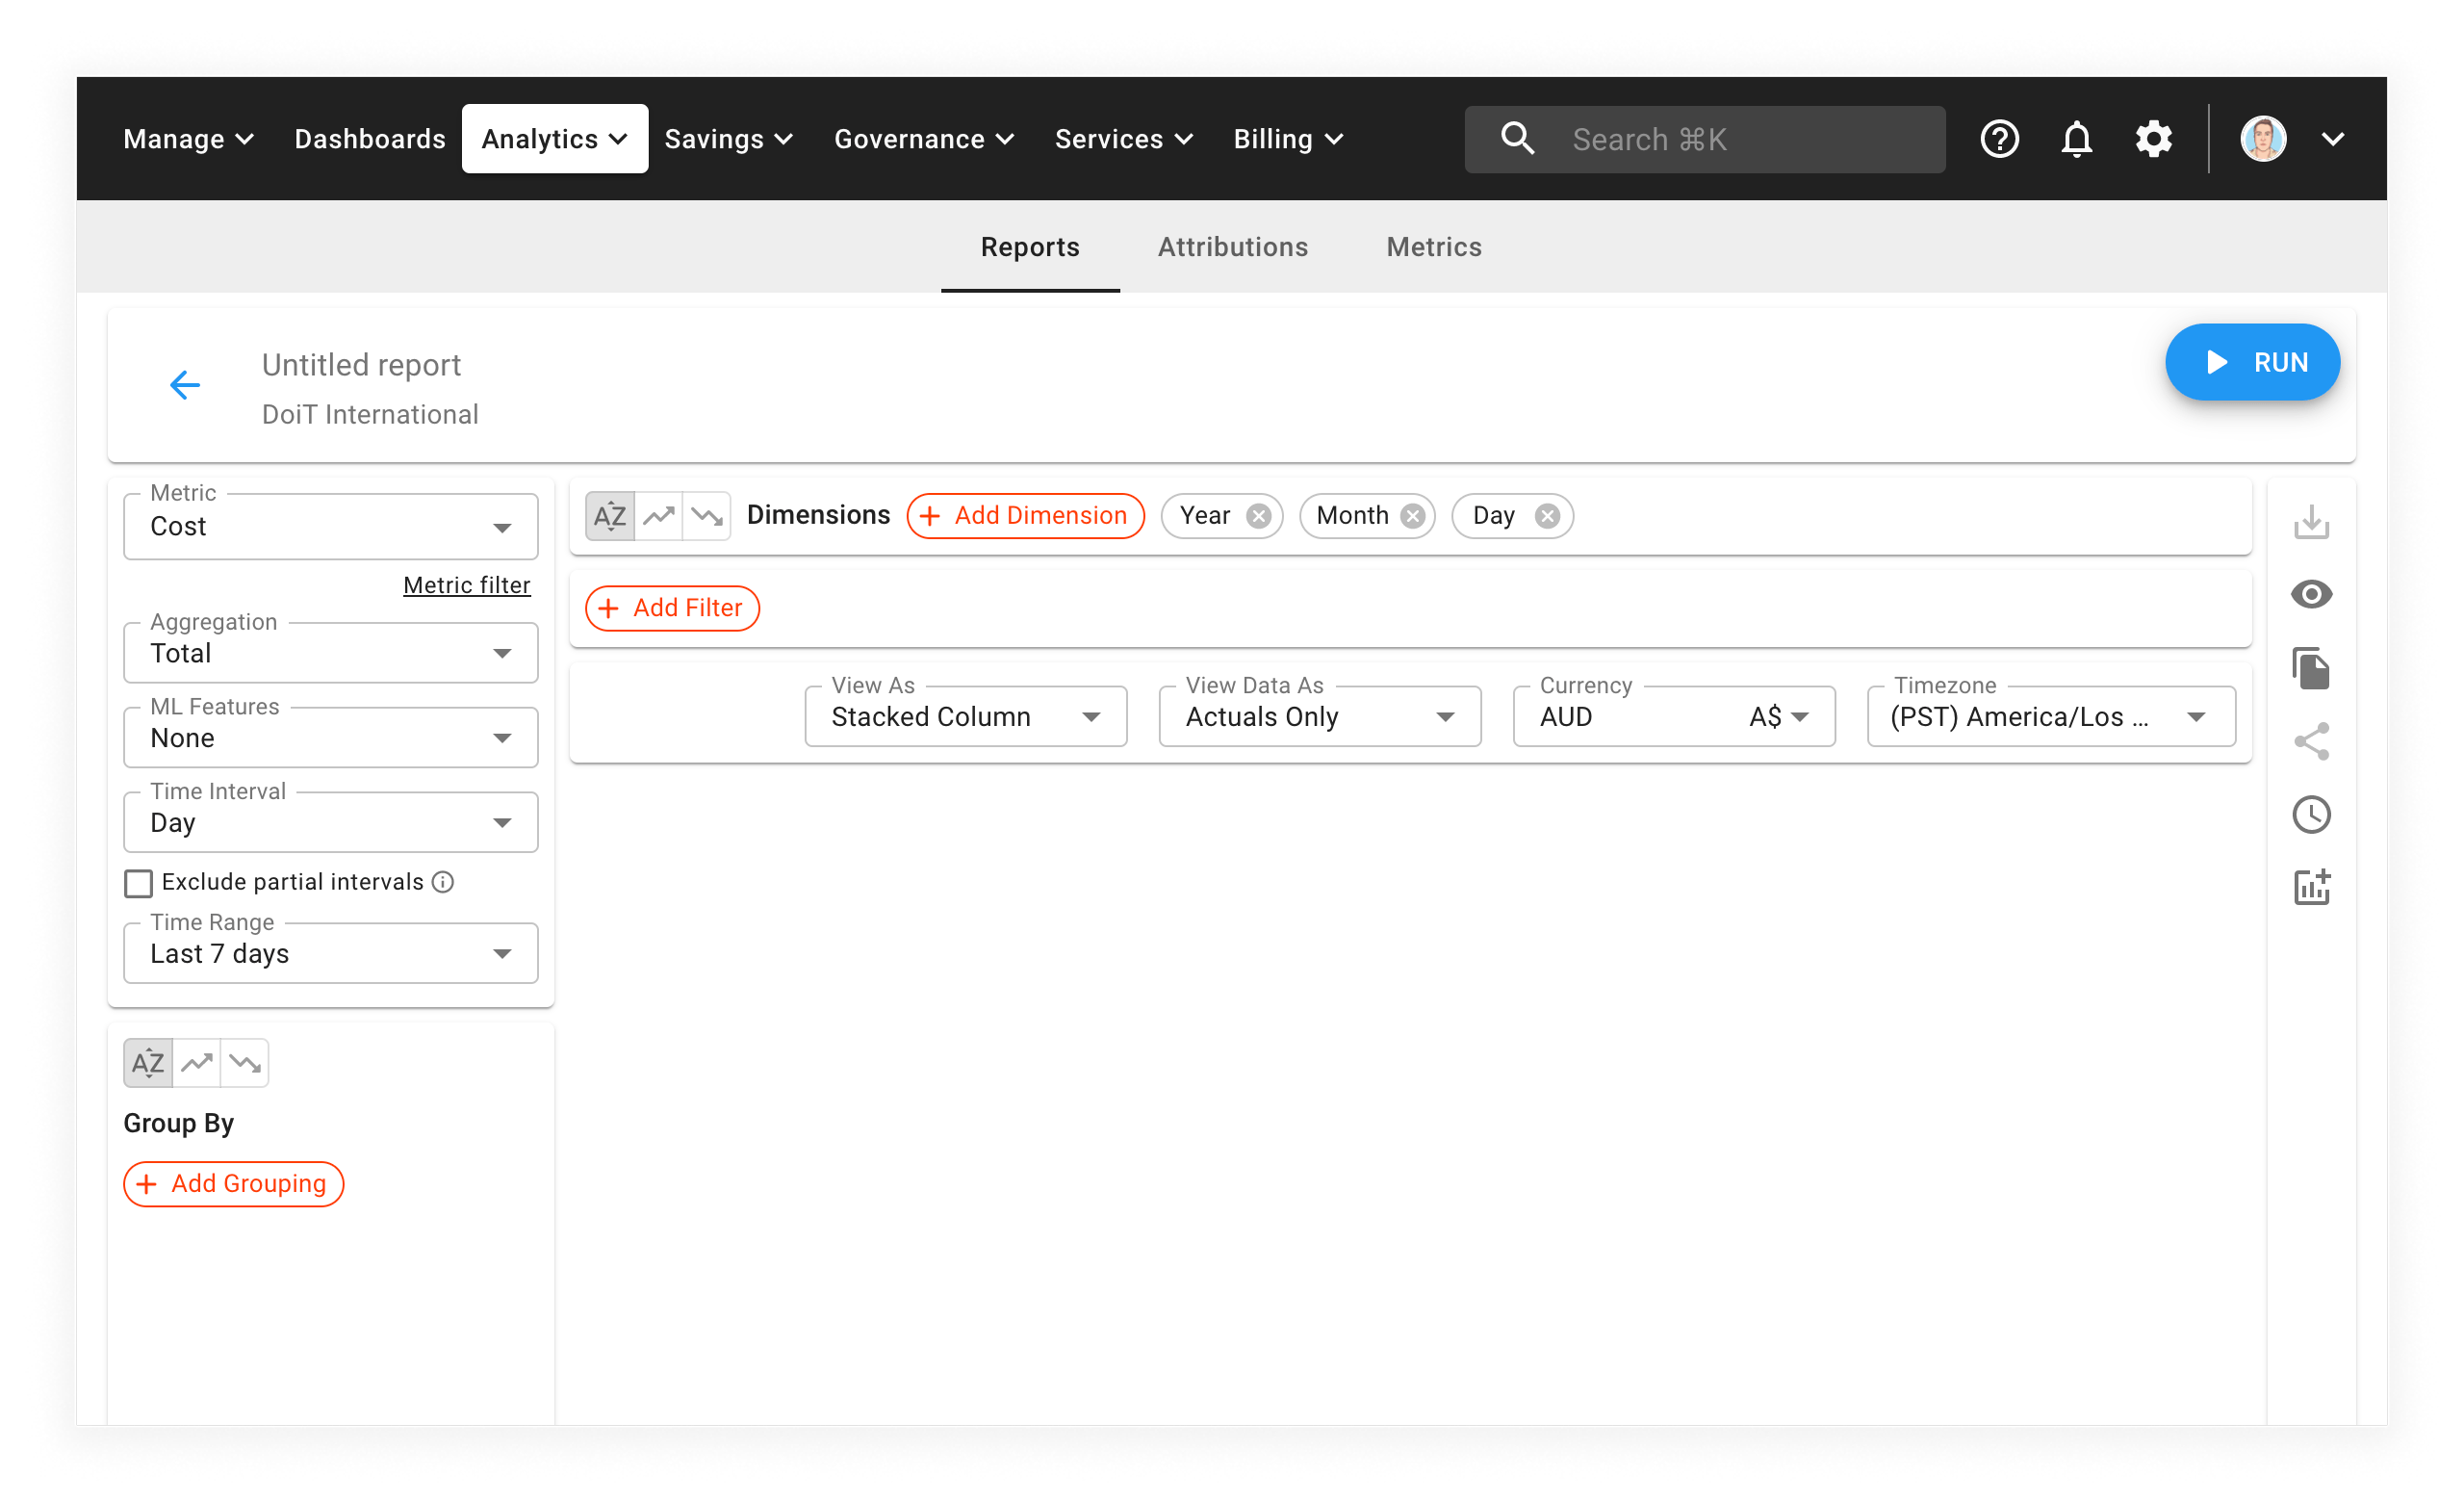 Manage Dashboards Analytics Savings Governance Services Billing Search ⌘K
Reports Attributions Metrics
Untitled report
DoiT International
RUN
Metric
Cost
Metric filter
Aggregation
Total
ML Features
None
Time Interval
Day
Exclude partial intervals
Time Range
Last 7 days
AZ
Group By
+ Add Grouping
AZ Dimensions + Add Dimension Year Month Day
+ Add Filter
View As
Stacked Column
View Data As
Actuals Only
Currency
AUD A$
Timezone
(PST) America/Los ...